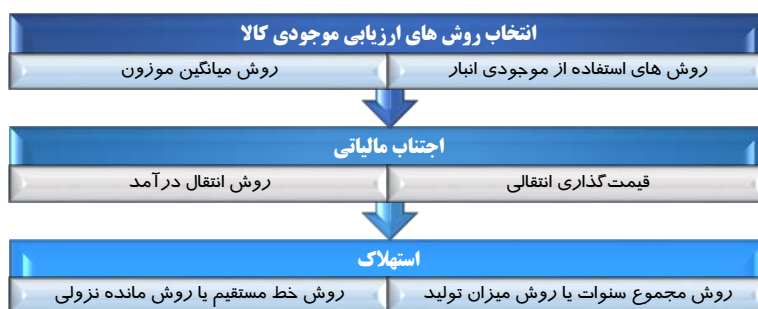 انتخاب روش های ارزیابی موجودی کالا
روش های استفاده از موجودی انبار
روش میانگین موزون
اجتناب مالیاتی
قیمت‌گذاری انتقالی
روش انتقال درآمد
استهلاک
روش مجموع سنوات یا روش میزان تولید
روش خط مستقیم یا روش مانده نزولی